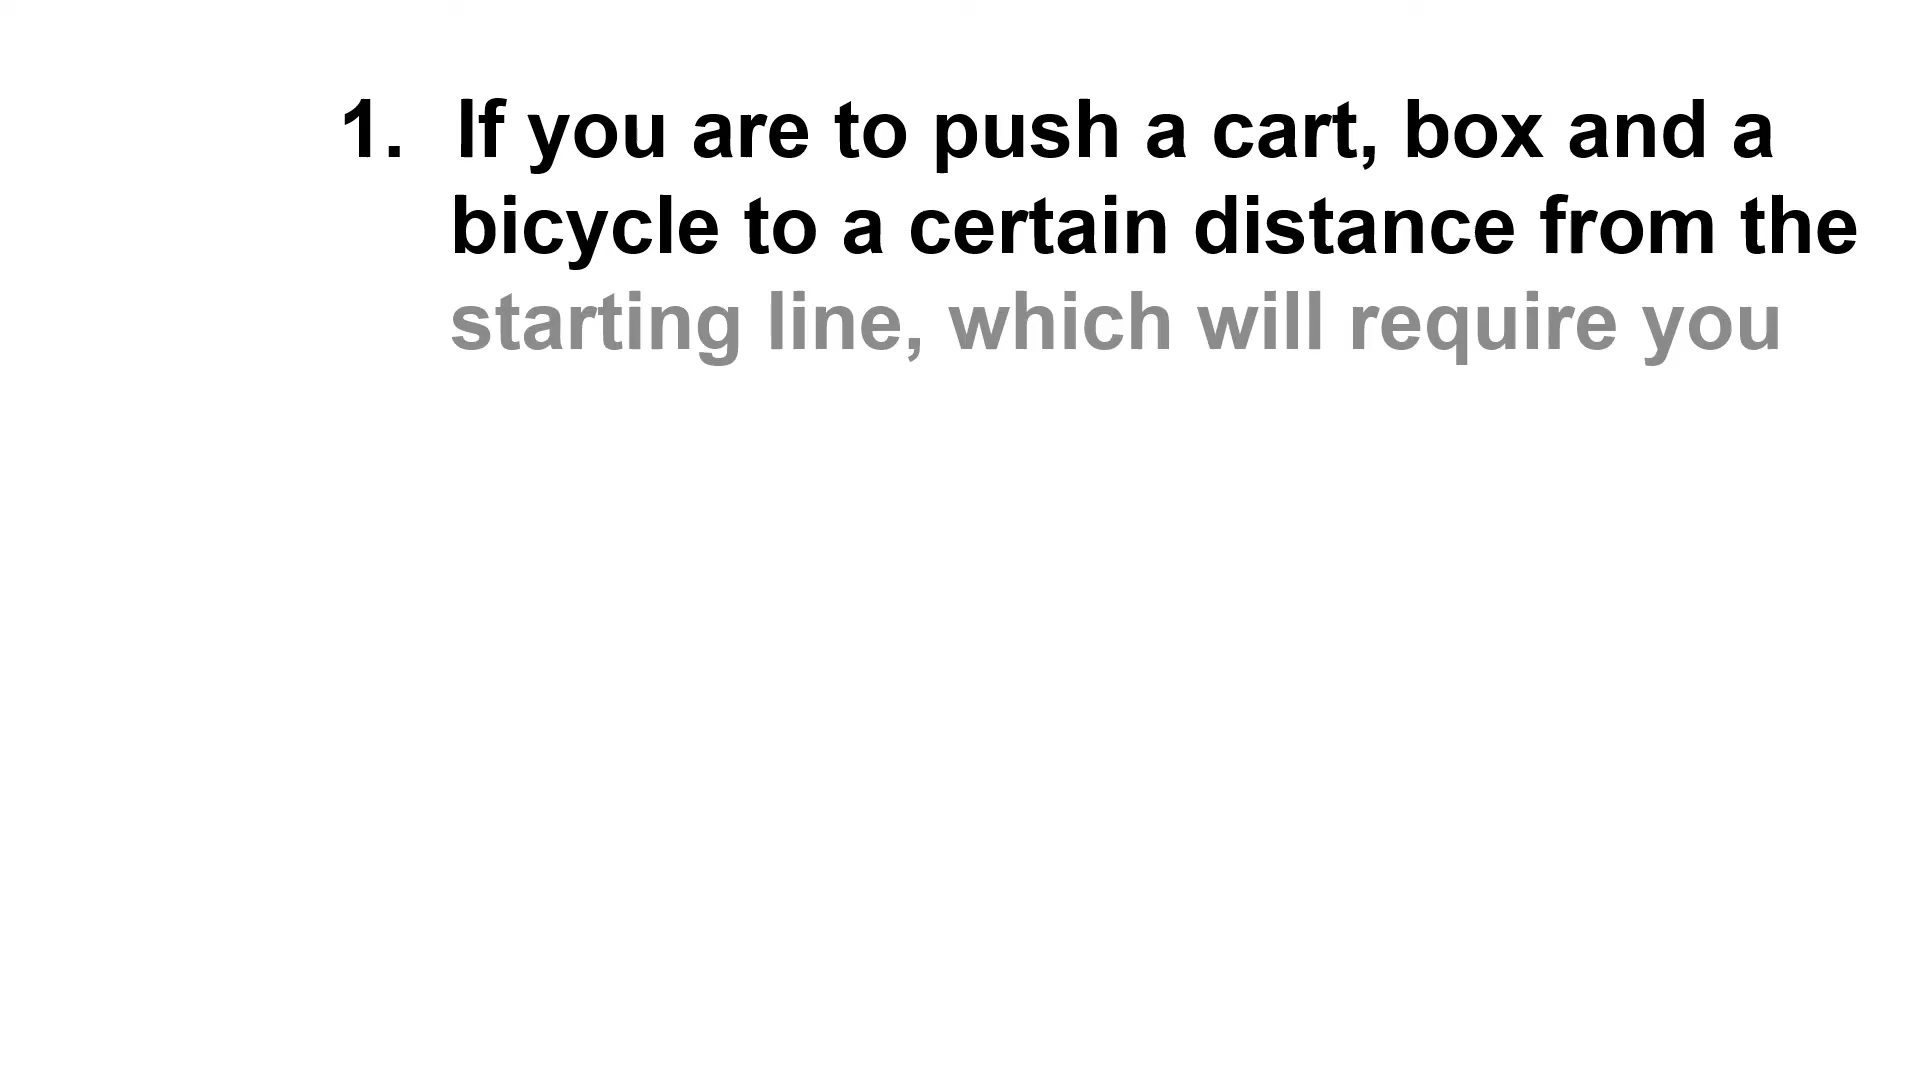 1. If you are to push a cart, box and a
bicycle to a certain distance from the
starting line, which will require you